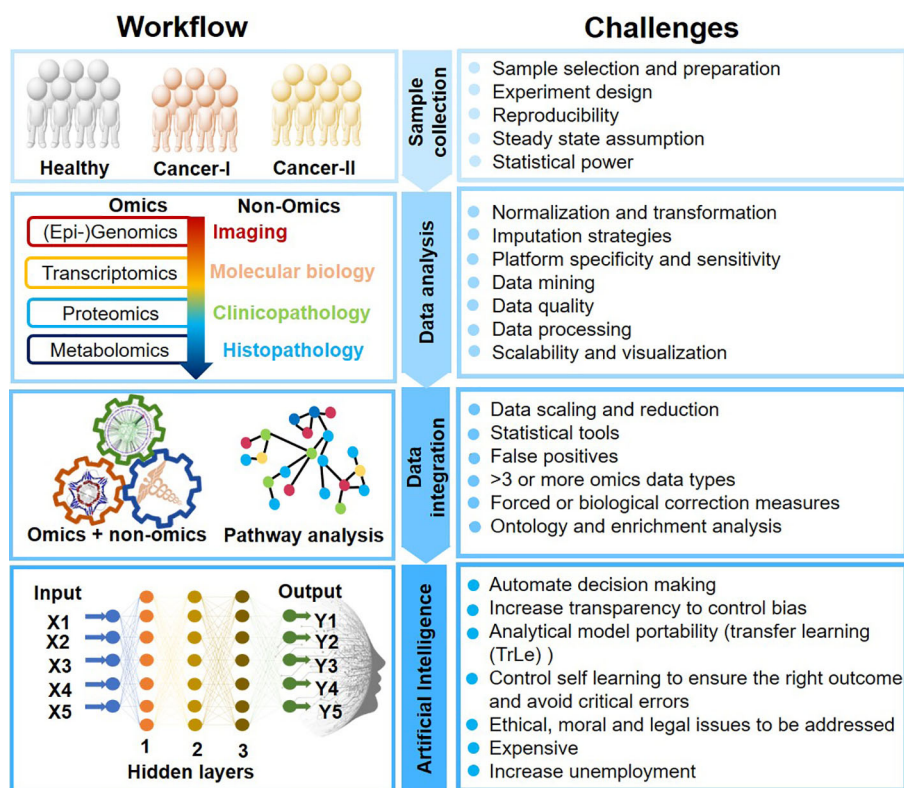 Workflow
Challenges
Healthy
Cancer-I
Cancer-II
Sample
collection
Sample selection and preparation
Experiment design
Reproducibility
Steady state assumption
Statistical power
Omics
Non-Omics
(Epi-)Genomics
Imaging
Transcriptomics
Molecular biology
Proteomics
Clinicopathology
Metabolomics
Histopathology
Data analysis
Normalization and transformation
Imputation strategies
Platform specificity and sensitivity
Data mining
Data quality
Data processing
Scalability and visualization
Omics + non-omics
Pathway analysis
Data
integration
Data scaling and reduction
Statistical tools
False positives
>3 or more omics data types
Forced or biological correction measures
Ontology and enrichment analysis
Input
Output
X1
X2
X3
X4
X5
Y1
Y2
Y3
Y4
Y5
1
2
3
Hidden layers
Artificial Intelligence
Automate decision making
Increase transparency to control bias
Analytical model portability (transfer learning
(TrLe) )
Control self learning to ensure the right outcome
and avoid critical errors
Ethical, moral and legal issues to be addressed
Expensive
Increase unemployment